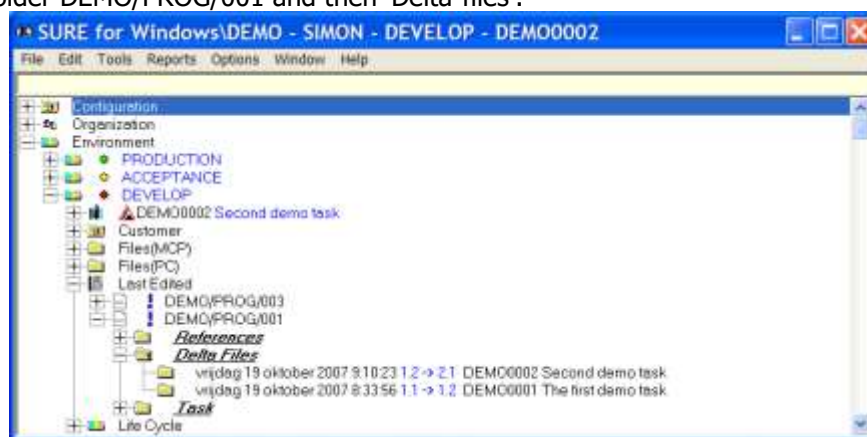 older DEMO/PROG/001 and then 'Delta files'.
SURE for Windows\DEMO - SIMON - DEVELOP - DEMO0002
File Edit Tools Reports Options Window Help
Configuration
Organization
Environment
PRODUCTION
ACCEPTANCE
DEVELOP
DEMO0002 Second demo task
Customer
Files(MCP)
Files(PC)
Last Edited
DEMO/PROG/003
DEMO/PROG/001
References
Delta Files
vrijdag 19 oktober 2007 9:10:23 1.2 -> 2.1 DEMO0002 Second demo task
vrijdag 19 oktober 2007 8:33:56 1.1 -> 1.2 DEMO0001 The first demo task
Task
Life Cycle